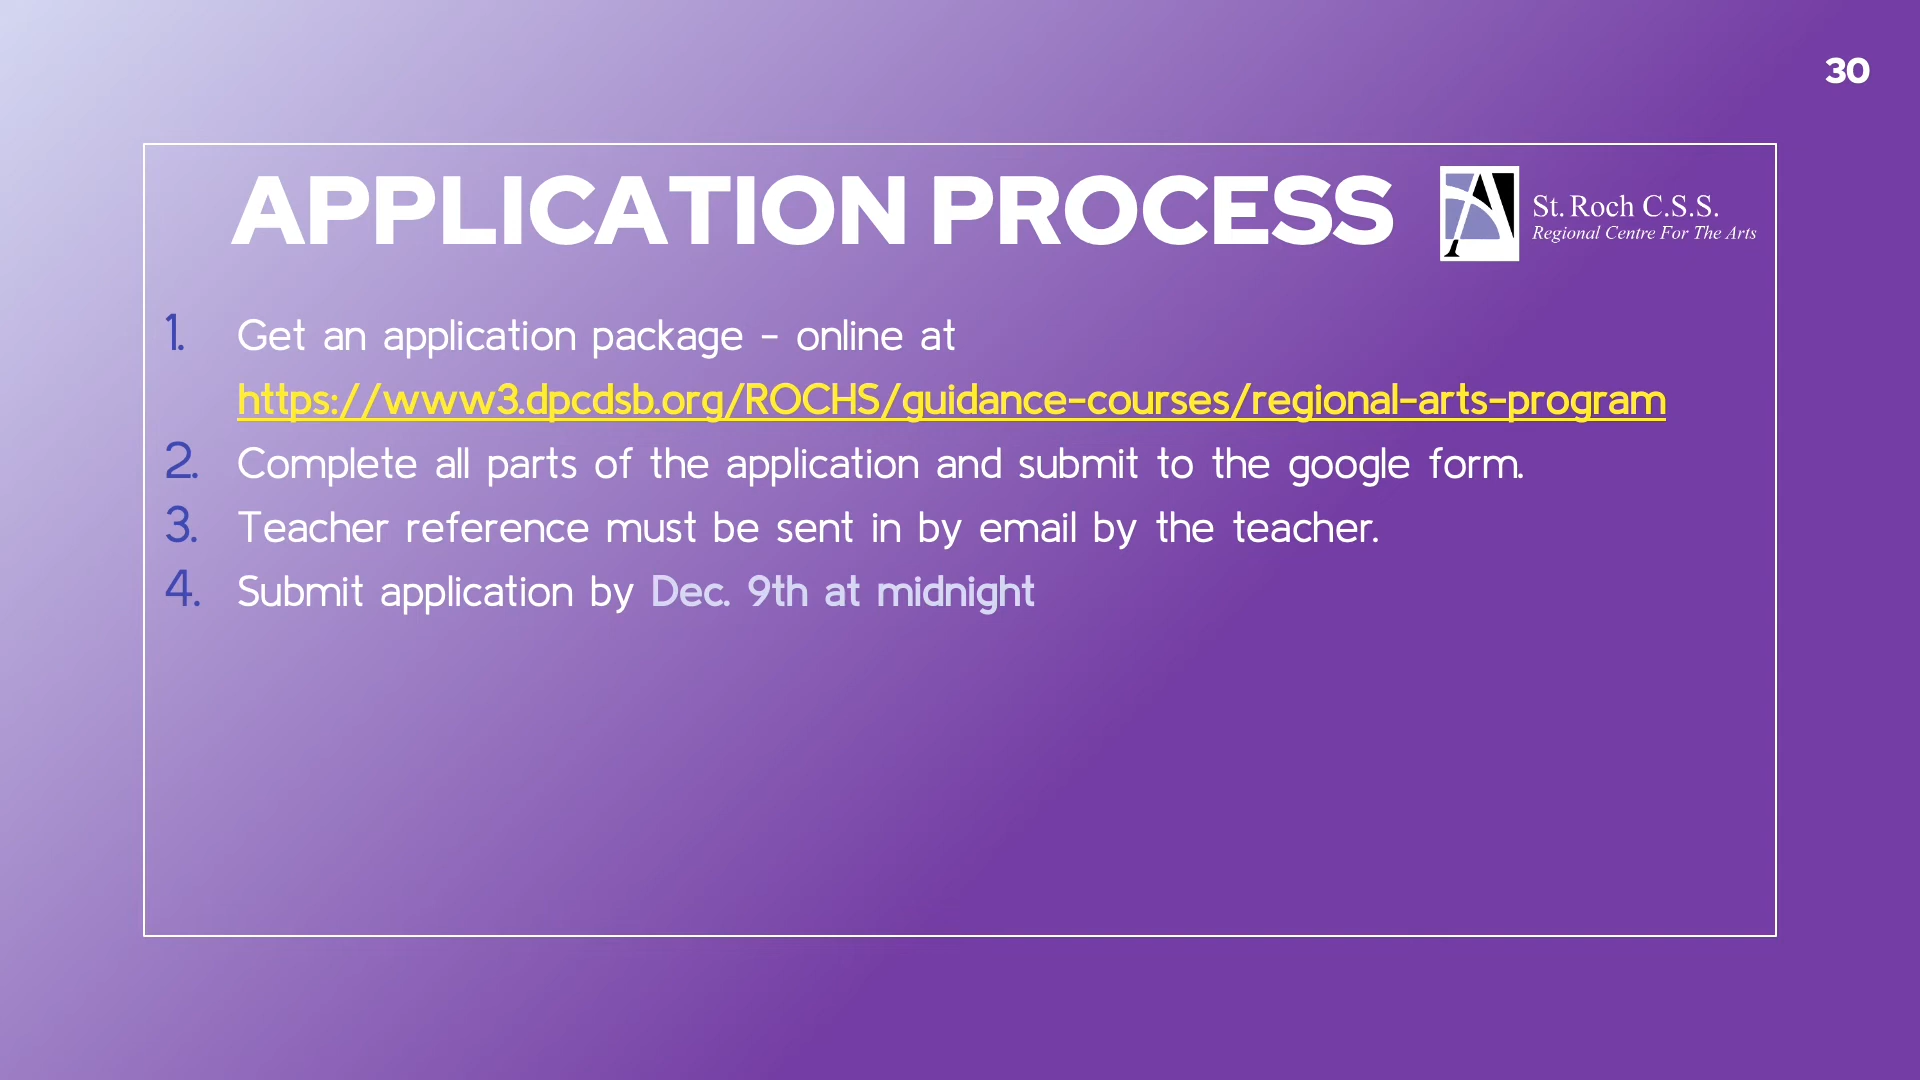 30
APPLICATION PROCESS
St. Roch C.S.S.
Regional Centre For The Arts
1. Get an application package - online at
https://www3.dpcdsb.org/ROCHS/guidance-courses/regional-arts-program
2. Complete all parts of the application and submit to the google form.
3. Teacher reference must be sent in by email by the teacher.
4. Submit application by Dec. 9th at midnight